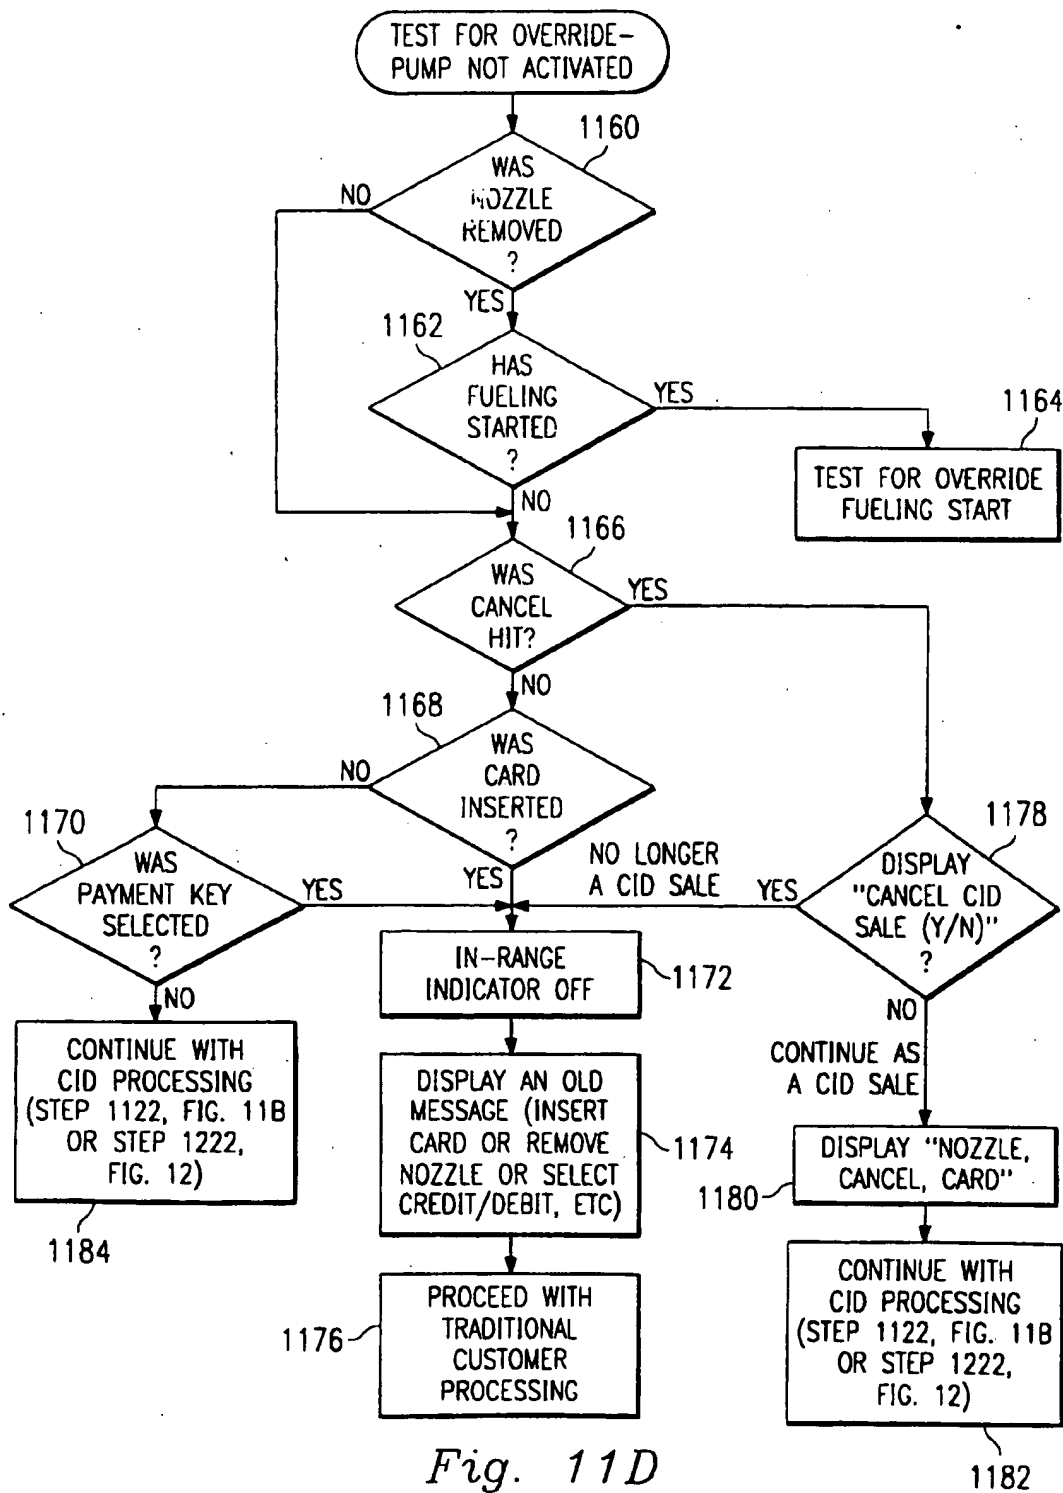 TEST FOR OVERRIDE-
PUMP NOT ACTIVATED
1160
WAS
NOZZLE
REMOVED
?
NO
YES
1162
HAS
FUELING
STARTED
?
YES
NO
1164
TEST FOR OVERRIDE
FUELING START
1166
WAS
CANCEL
HIT?
YES
NO
1168
WAS
CARD
INSERTED
?
NO
YES
1170
WAS
PAYMENT KEY
SELECTED
?
YES
NO
NO LONGER
A CID SALE
1178
DISPLAY
"CANCEL CID
SALE (Y/N)"
?
YES
NO
IN-RANGE
INDICATOR OFF
1172
CONTINUE WITH
CID PROCESSING
(STEP 1122, FIG. 11B
OR STEP 1222,
FIG. 12)
1184
DISPLAY AN OLD
MESSAGE (INSERT
CARD OR REMOVE
NOZZLE OR SELECT
CREDIT/DEBIT, ETC)
1174
CONTINUE AS
A CID SALE
DISPLAY "NOZZLE,
CANCEL, CARD"
1180
PROCEED WITH
TRADITIONAL
CUSTOMER
PROCESSING
1176
CONTINUE WITH
CID PROCESSING
(STEP 1122, FIG. 11B
OR STEP 1222,
FIG. 12)
1182
Fig. 11D